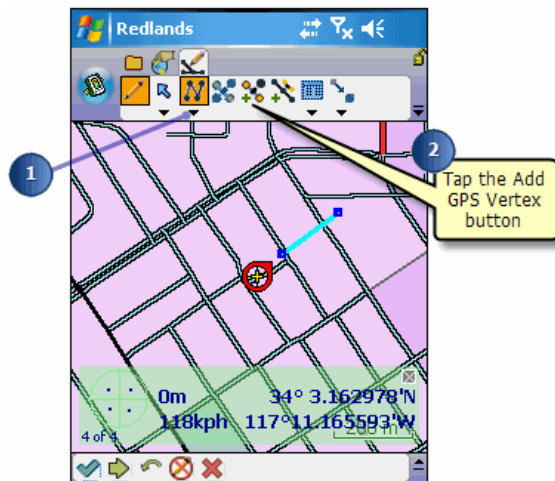 Redlands
1
2
Tap the Add
GPS Vertex
button
0m
34° 3.162978'N
118kph
117°11.165593'W
4 of 4